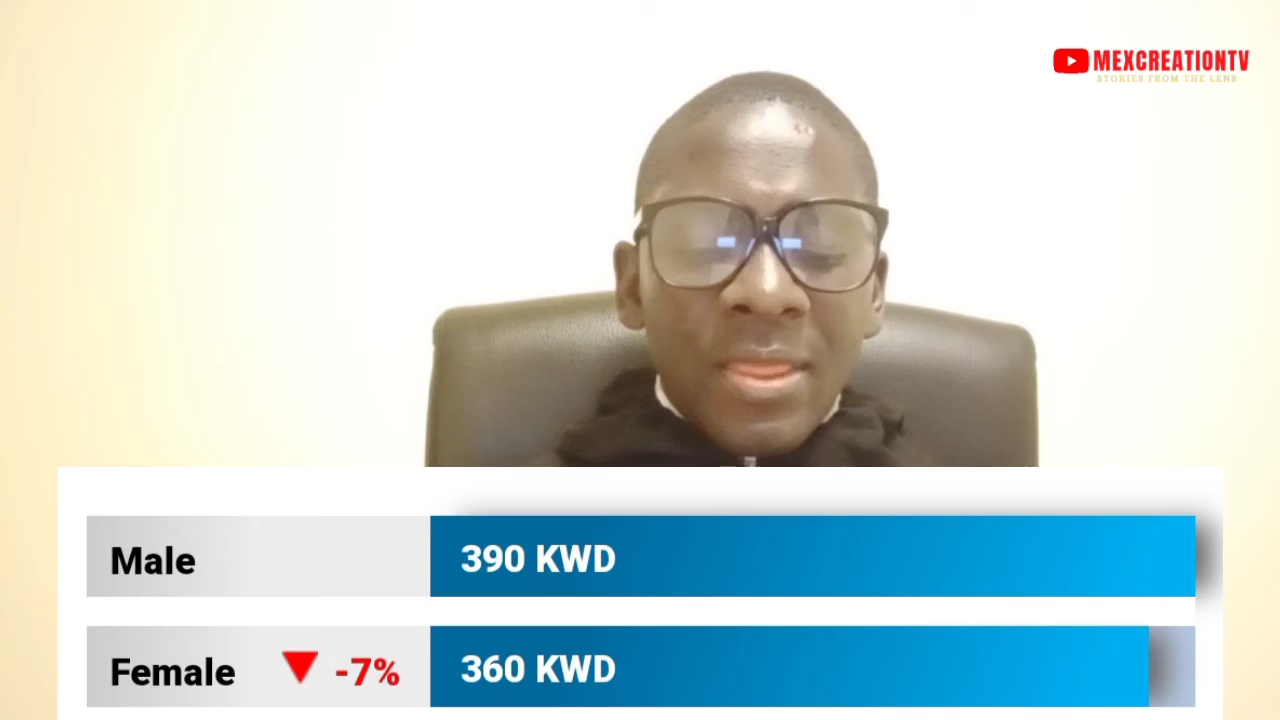 MEXCREATIONTV
STORIES FROM THE LENS
Male 390 KWD
Female -7% 360 KWD